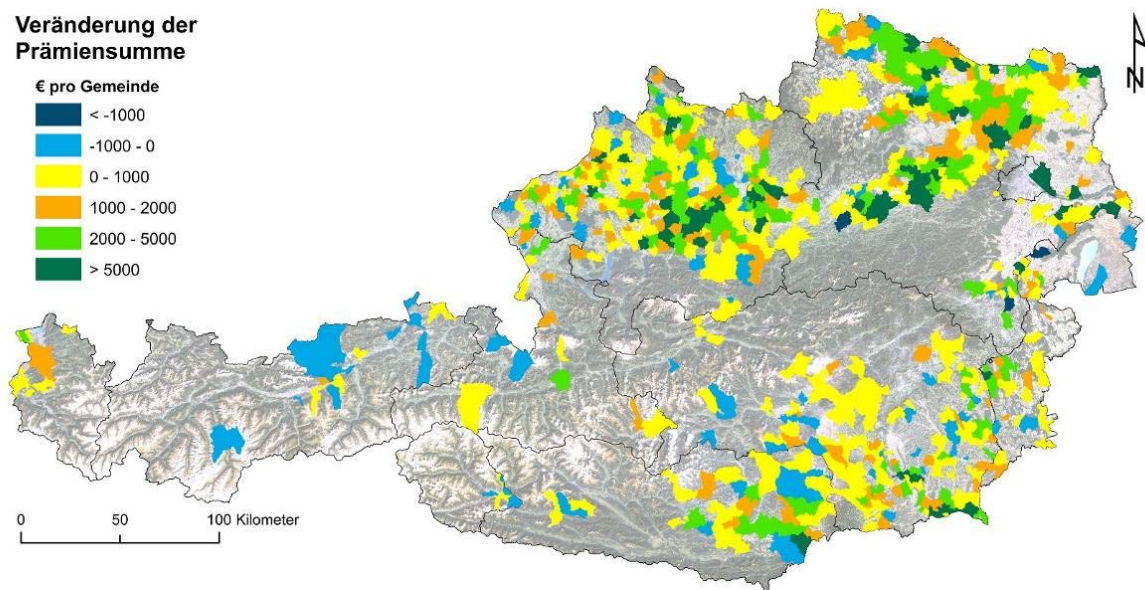 Veränderung der
Prämiensumme
€ pro Gemeinde
< -1000
-1000 - 0
0 - 1000
1000 - 2000
2000 - 5000
> 5000
N
0 50 100 Kilometer